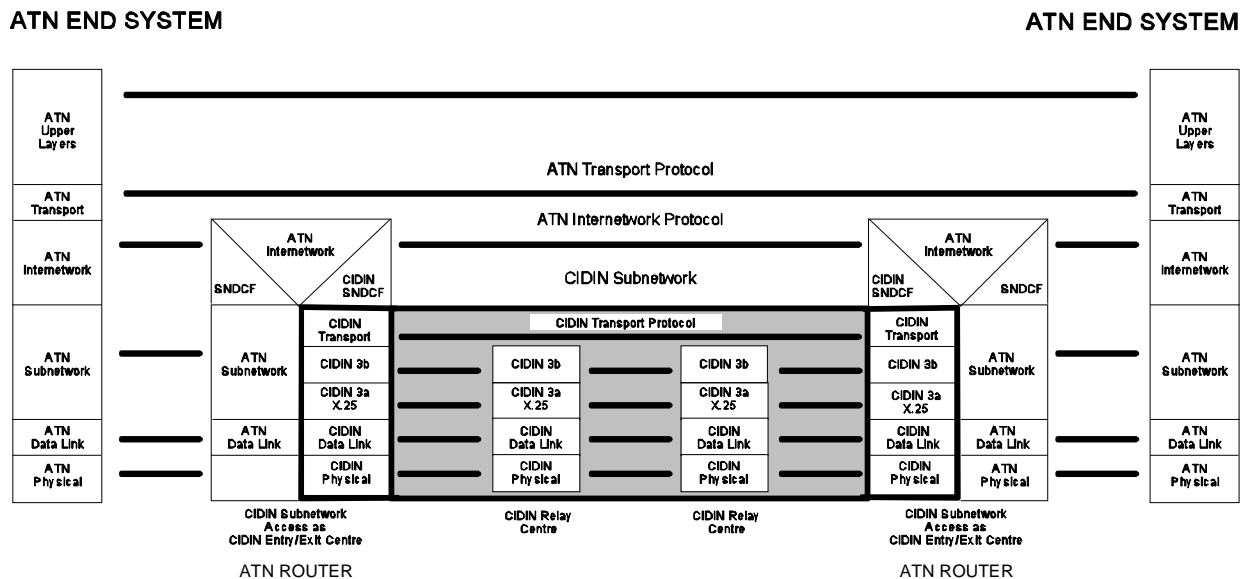 ATN END SYSTEM
ATN END SYSTEM
ATN
Upper
Layers
ATN
Transport
ATN
Internetwork
ATN
Subnetwork
ATN
Data Link
ATN
Physical
ATN Transport Protocol
ATN Internetwork Protocol
CIDIN Subnetwork
ATN
Internetwork
SNDCF
CIDIN
SNDCF
ATN
Subnetwork
ATN
Data Link
CIDIN
Transport
CIDIN 3b
CIDIN 3a
X.25
CIDIN
Data Link
CIDIN
Physical
CIDIN Transport Protocol
CIDIN 3b
CIDIN 3a
X.25
CIDIN
Data Link
CIDIN
Physical
CIDIN 3b
CIDIN 3a
X.25
CIDIN
Data Link
CIDIN
Physical
ATN
Internetwork
CIDIN
SNDCF
SNDCF
CIDIN
Transport
CIDIN 3b
CIDIN 3a
X.25
CIDIN
Data Link
CIDIN
Physical
ATN
Subnetwork
ATN
Data Link
ATN
Physical
ATN
Upper
Layers
ATN
Transport
ATN
Internetwork
ATN
Subnetwork
ATN
Data Link
ATN
Physical
CIDIN Subnetwork
Access as
CIDIN Entry/Exit Centre
ATN ROUTER
CIDIN Relay
Centre
CIDIN Relay
Centre
CIDIN Subnetwork
Access as
CIDIN Entry/Exit Centre
ATN ROUTER